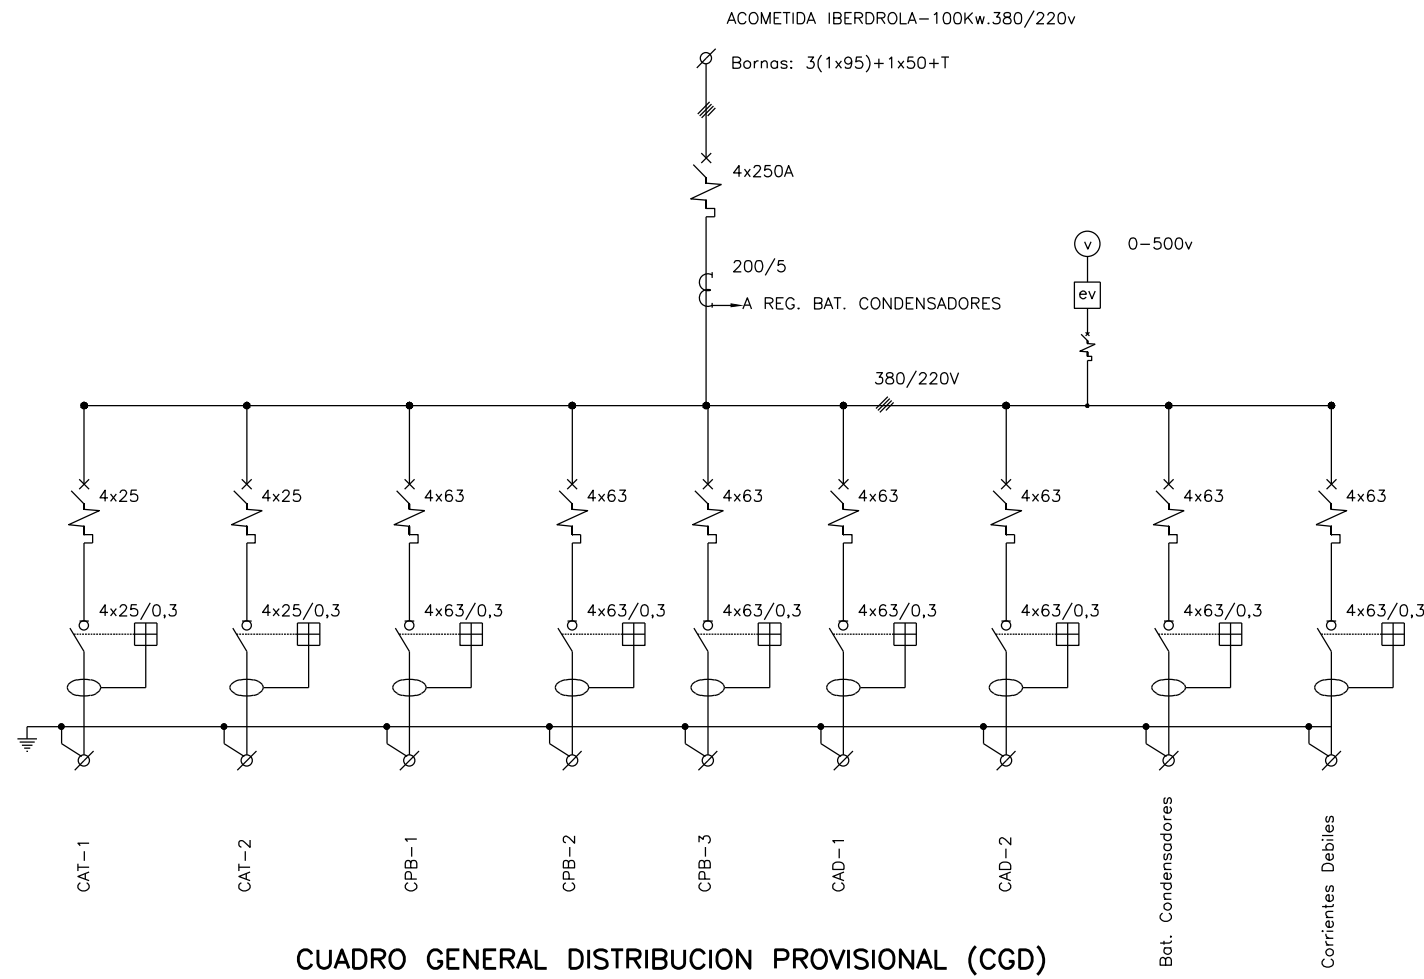 ACOMETIDA IBERDROLA-100Kw.380/220v
Bornas: 3(1x95)+1x50+T
4x250A
v 0-500v
200/5
ev
A REG. BAT. CONDENSADORES
380/220V
4x25 4x25 4x63 4x63 4x63 4x63 4x63 4x63 4x63
4x25/0,3 4x25/0,3 4x63/0,3 4x63/0,3 4x63/0,3 4x63/0,3 4x63/0,3 4x63/0,3 4x63/0,3
CAT-1
CAT-2
CPB-1
CPB-2
CPB-3
CAD-1
CAD-2
Bat. Condensadores
Corrientes Debiles
CUADRO GENERAL DISTRIBUCION PROVISIONAL (CGD)